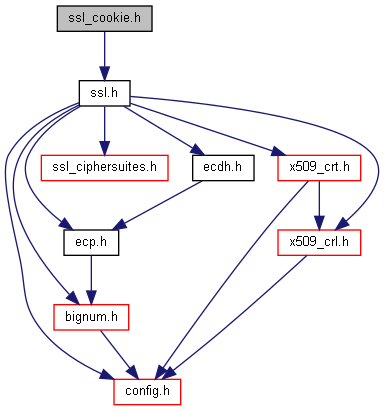 ssl_cookie.h
ssl.h
ssl_ciphersuites.h
ecdh.h
x509_crt.h
ecp.h
x509_crl.h
bignum.h
config.h